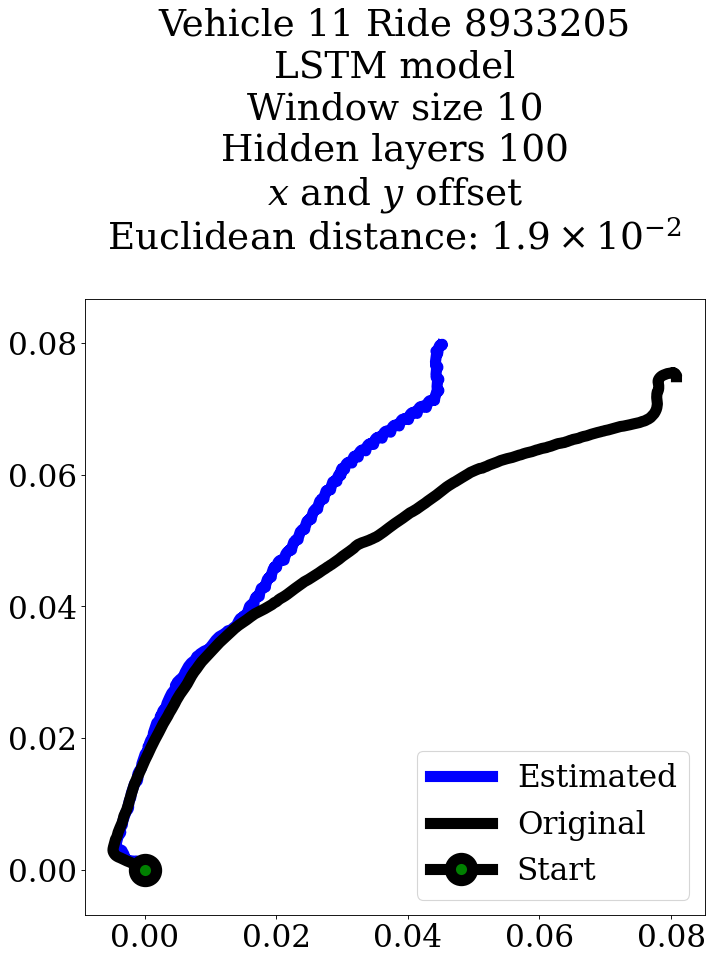 Vehicle 11 Ride 8933205
LSTM model
Window size 10
Hidden layers 100
x and y offset
Euclidean distance: 1.9 × 10⁻²
0.08
0.06
0.04
0.02
0.00
Estimated
Original
Start
0.00 0.02 0.04 0.06 0.08